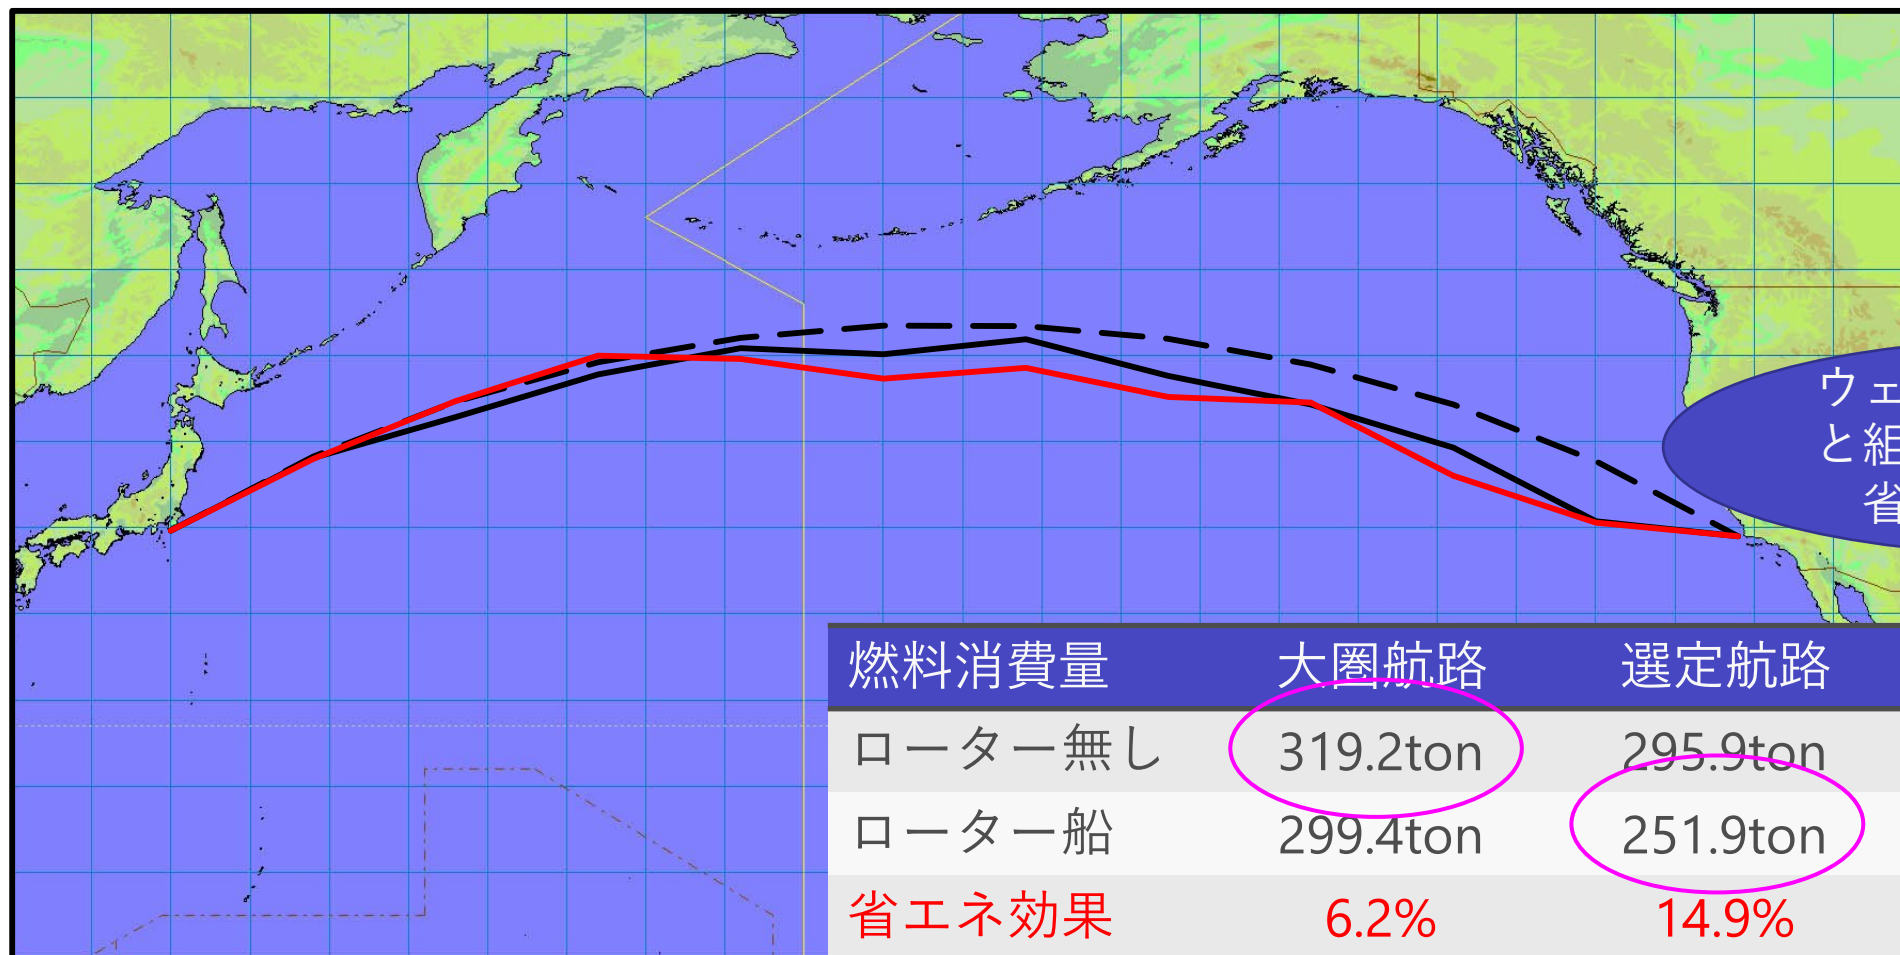 ウェ
と組
省
燃料消費量 大圏航路 選定航路
ローター無し 319.2ton 295.9ton
ローター船 299.4ton 251.9ton
省エネ効果 6.2% 14.9%